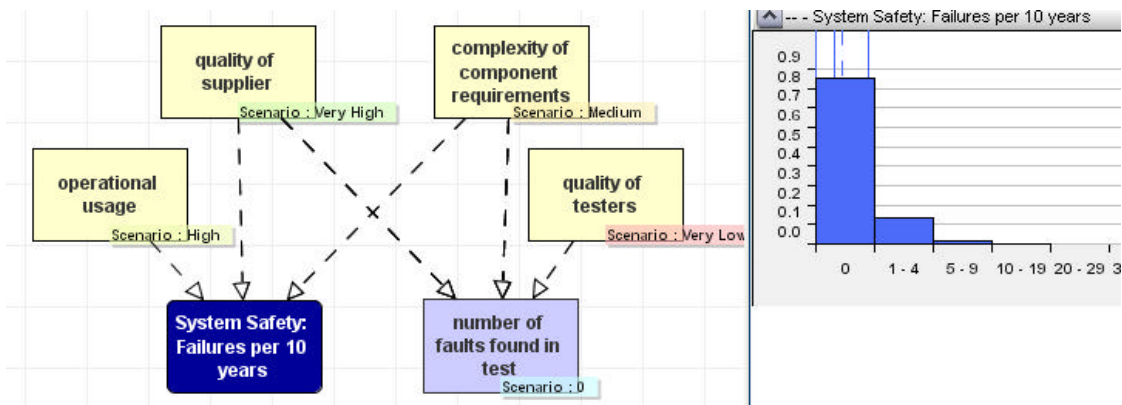 quality of
supplier
Scenario : Very High
complexity of
component
requirements
Scenario : Medium
operational
usage
Scenario : High
quality of
testers
Scenario : Very Low
System Safety:
Failures per 10
years
number of
faults found in
test
Scenario : 0
-- - System Safety: Failures per 10 years
0.9
0.8
0.7
0.6
0.5
0.4
0.3
0.2
0.1
0.0
0 1 - 4 5 - 9 10 - 19 20 - 29 3